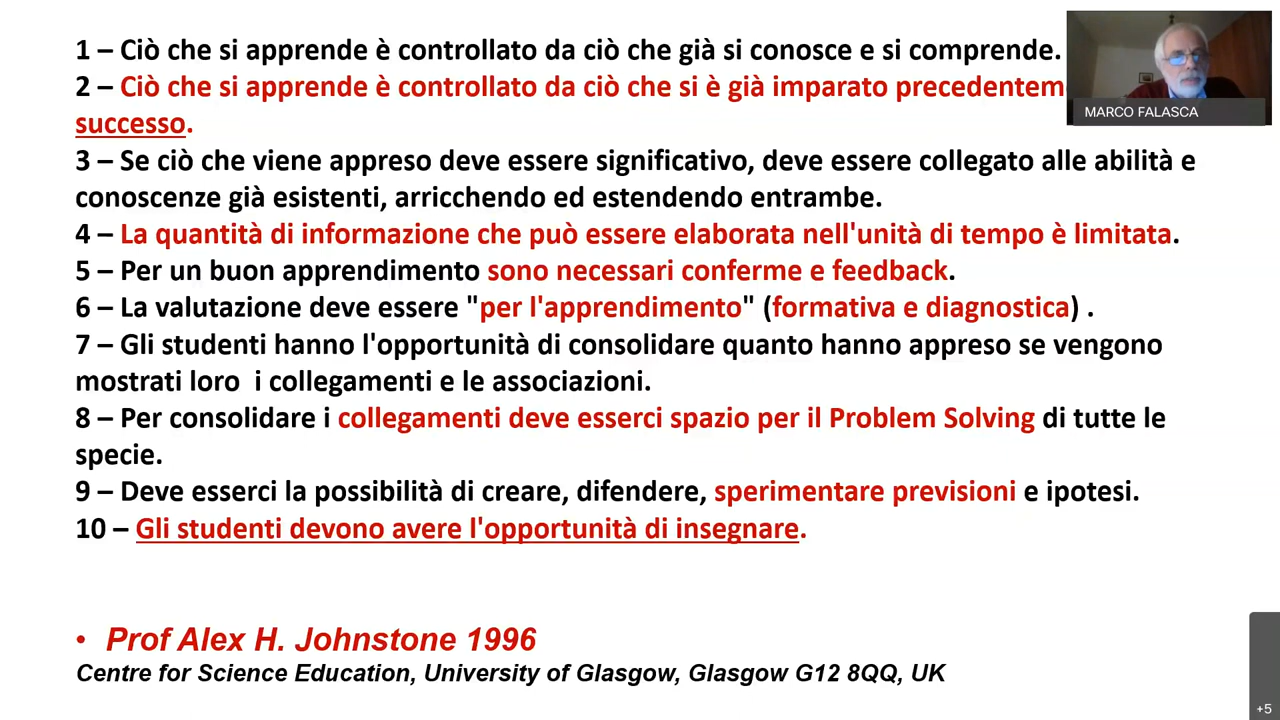 1 – Ciò che si apprende è controllato da ciò che già si conosce e si comprende.
2 – Ciò che si apprende è controllato da ciò che si è già imparato
successo.
3 – Se ciò che viene appreso deve essere significativo, deve essere collegato alle abilità e
conoscenze già esistenti, arricchendo ed estendendo entrambe.
4 – La quantità di informazione che può essere elaborata nell'unità di tempo è limitata.
5 – Per un buon apprendimento sono necessari conferme e feedback.
6 – La valutazione deve essere "per l'apprendimento" (formativa e diagnostica) .
7 – Gli studenti hanno l'opportunità di consolidare quanto hanno appreso se vengono
mostrati loro  i collegamenti e le associazioni.
8 – Per consolidare i collegamenti deve esserci spazio per il Problem Solving di tutte le
specie.
9 – Deve esserci la possibilità di creare, difendere, sperimentare previsioni e ipotesi.
10 – Gli studenti devono avere l'opportunità di insegnare.
• Prof Alex H. Johnstone 1996
Centre for Science Education, University of Glasgow, Glasgow G12 8QQ, UK
MARCO FALASCA
+5